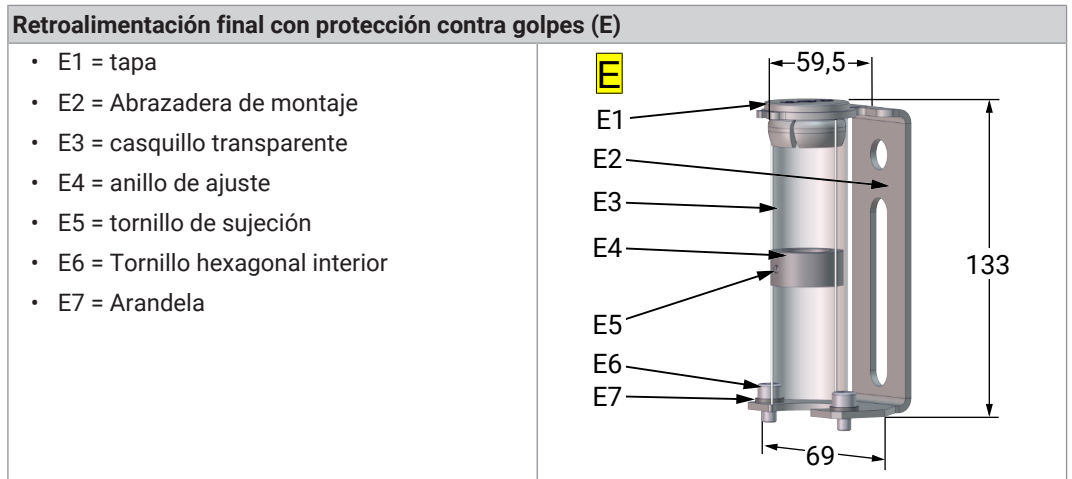 Retroalimentación final con protección contra golpes (E)
• E1 = tapa
• E2 = Abrazadera de montaje
• E3 = casquillo transparente
• E4 = anillo de ajuste
• E5 = tornillo de sujeción
• E6 = Tornillo hexagonal interior
• E7 = Arandela
E
59,5
E1
E2
E3
E4
133
E5
E6
E7
69